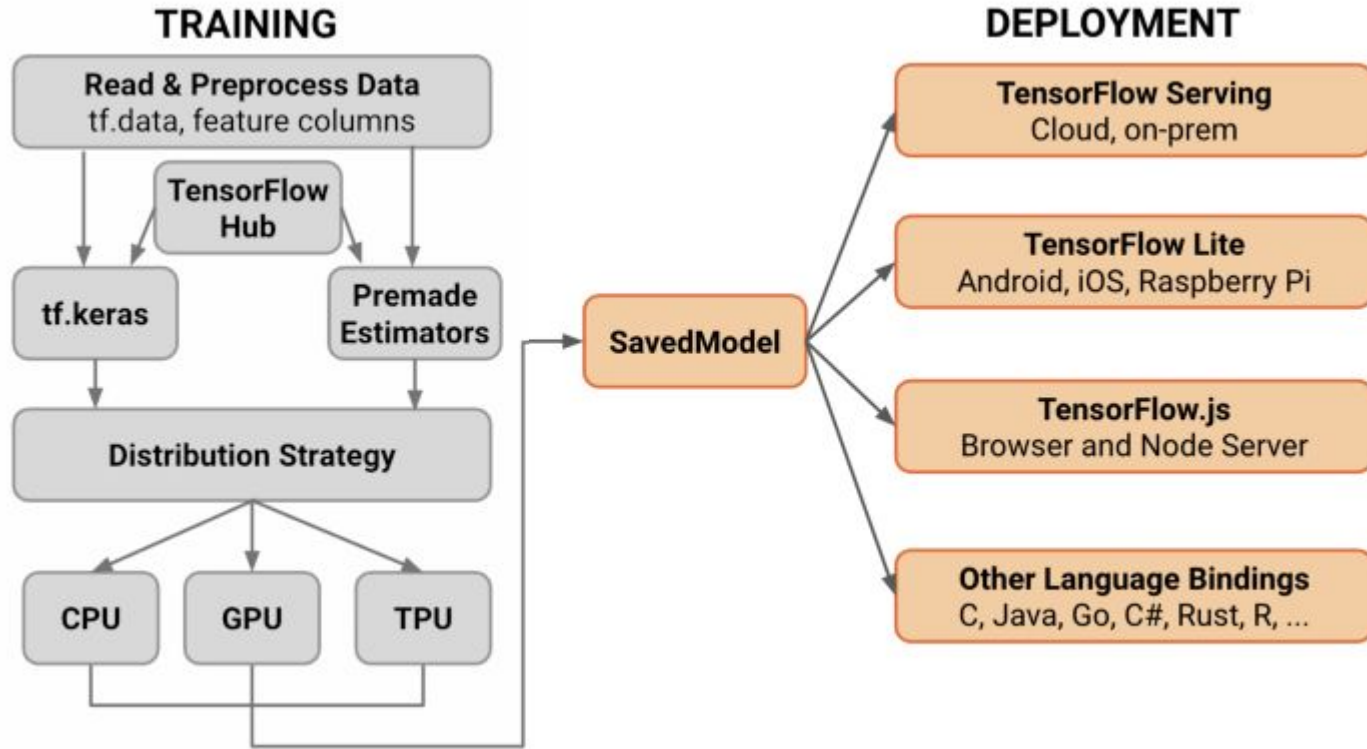 TRAINING
Read & Preprocess Data
tf.data, feature columns
TensorFlow
Hub
tf.keras
Premade
Estimators
Distribution Strategy
CPU
GPU
TPU
SavedModel
DEPLOYMENT
TensorFlow Serving
Cloud, on-prem
TensorFlow Lite
Android, iOS, Raspberry Pi
TensorFlow.js
Browser and Node Server
Other Language Bindings
C, Java, Go, C#, Rust, R, ...